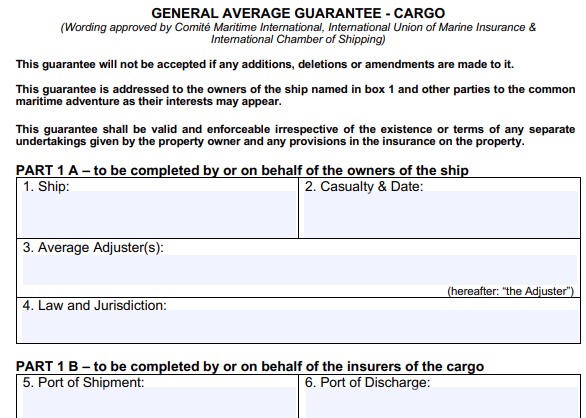 GENERAL AVERAGE GUARANTEE - CARGO
(Wording approved by Comité Maritime International, International Union of Marine Insurance &
International Chamber of Shipping)
This guarantee will not be accepted if any additions, deletions or amendments are made to it.
This guarantee is addressed to the owners of the ship named in box 1 and other parties to the common
maritime adventure as their interests may appear.
This guarantee shall be valid and enforceable irrespective of the existence or terms of any separate
undertakings given by the property owner and any provisions in the insurance on the property.
PART 1 A – to be completed by or on behalf of the owners of the ship
1. Ship:
2. Casualty & Date:
3. Average Adjuster(s):
(hereafter: “the Adjuster”)
4. Law and Jurisdiction:
PART 1 B – to be completed by or on behalf of the insurers of the cargo
5. Port of Shipment:
6. Port of Discharge: